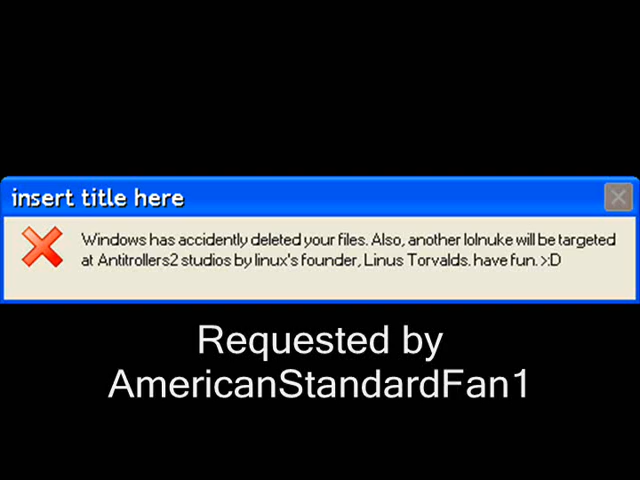 insert title here
Windows has accidently deleted your files. Also, another lolnuke will be targeted
at Antitrollers2 studios by linux's founder, Linus Torvalds. have fun. >:D
Requested by
AmericanStandardFan1